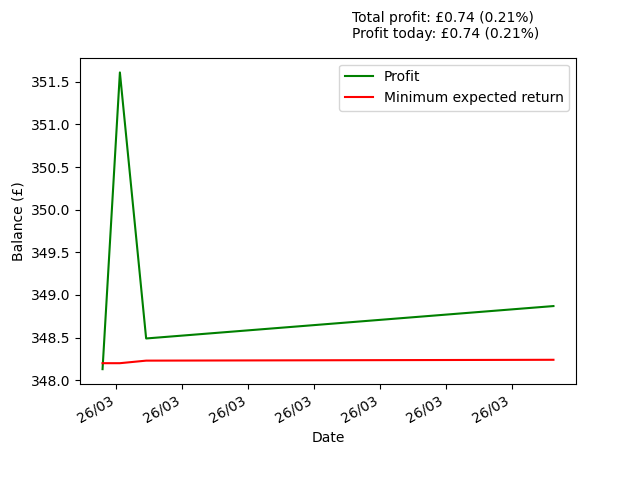 Total profit: £0.74 (0.21%)
Profit today: £0.74 (0.21%)
Profit
Minimum expected return
351.5
351.0
350.5
350.0
349.5
349.0
348.5
348.0
Balance (£)
26/03
26/03
26/03
26/03
26/03
26/03
26/03
Date